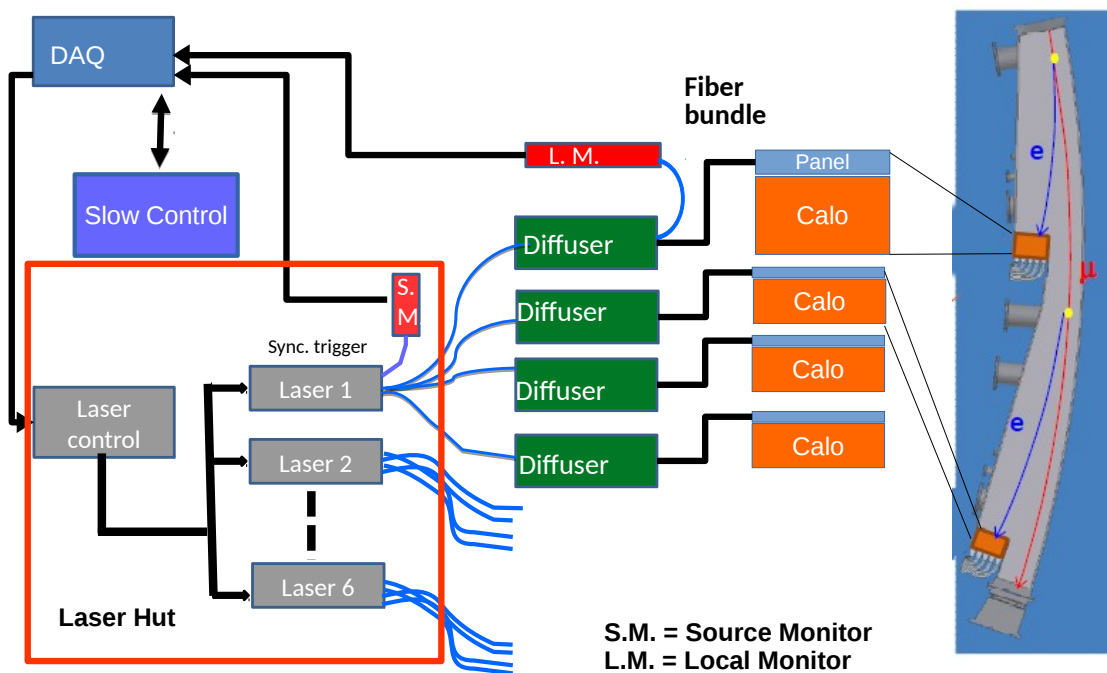 DAQ
Slow Control
Fiber
bundle
L. M.
Panel
Calo
Diffuser
S.
M
Sync. trigger
Laser 1
Diffuser
Calo
Laser
control
Diffuser
Calo
Laser 2
Diffuser
Calo
Laser 6
Laser Hut
S.M. = Source Monitor
L.M. = Local Monitor
e
μ
e